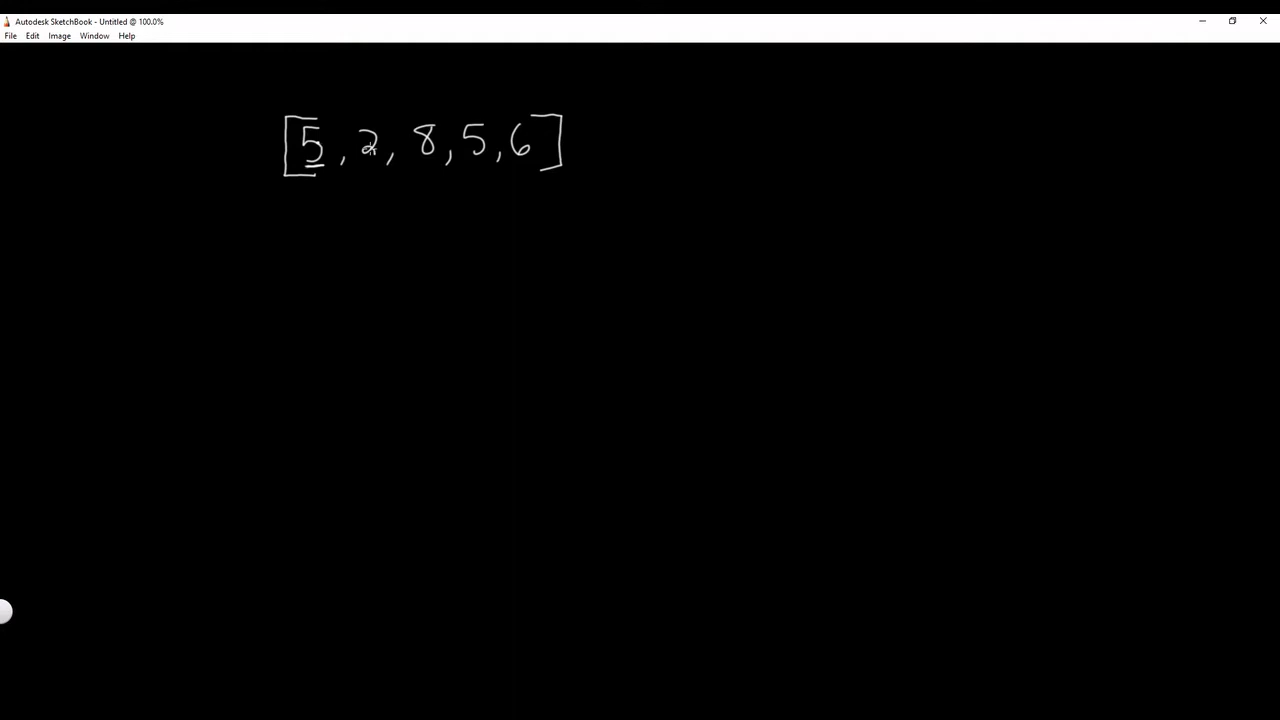 Autodesk SketchBook - Untitled @ 100.0%
File Edit Image Window Help
[5, 2, 8, 5, 6]